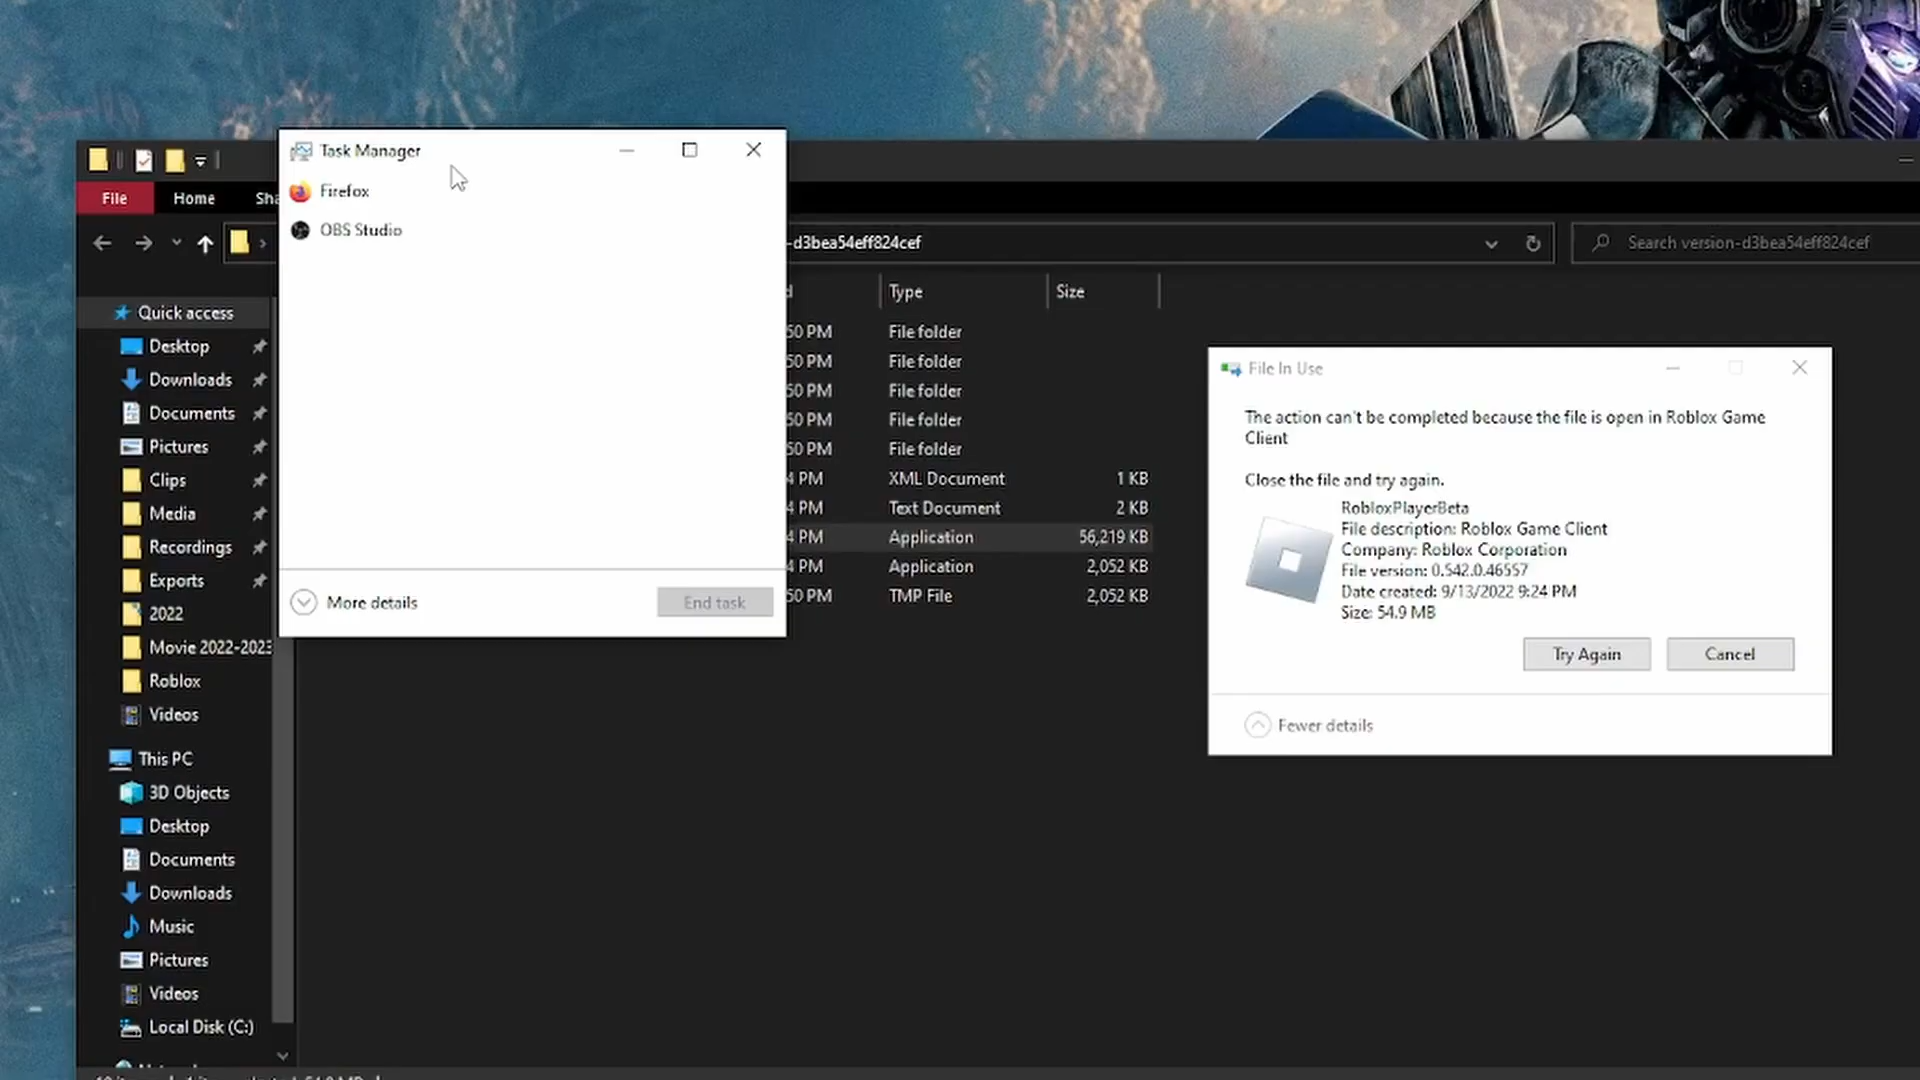 Task Manager
Firefox
OBS Studio
More details
End task
File
Home
Sha
-d3bea54eff824cef
Search version-d3bea54eff824cef
Quick access
Desktop
Downloads
Documents
Pictures
Clips
Media
Recordings
Exports
2022
Movie 2022-2023
Roblox
Videos
This PC
3D Objects
Desktop
Documents
Downloads
Music
Pictures
Videos
Local Disk (C:)
d Type Size
50 PM File folder
50 PM File folder
50 PM File folder
50 PM File folder
50 PM File folder
4 PM XML Document 1 KB
4 PM Text Document 2 KB
4 PM Application 56,219 KB
4 PM Application 2,052 KB
50 PM TMP File 2,052 KB
File In Use
The action can't be completed because the file is open in Roblox Game
Client
Close the file and try again.
RobloxPlayerBeta
File description: Roblox Game Client
Company: Roblox Corporation
File version: 0.542.0.46557
Date created: 9/13/2022 9:24 PM
Size: 54.9 MB
Try Again
Cancel
Fewer details